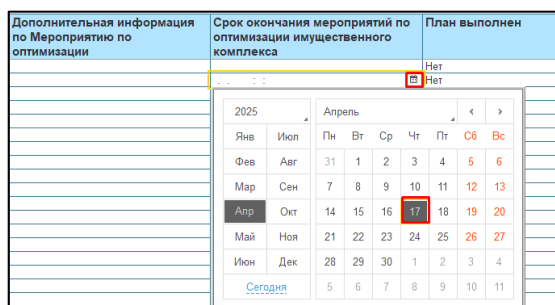 Дополнительная информация Срок окончания мероприятий по План выполнен
по Мероприятию по оптимизации имущественного
оптимизации комплекса
Нет
. . : : Нет
2025 Апрель ‹ ›
Янв Июл Пн Вт Ср Чт Пт Сб Вс
Фев Авг 31 1 2 3 4 5 6
Мар Сен 7 8 9 10 11 12 13
Апр Окт 14 15 16 17 18 19 20
Май Ноя 21 22 23 24 25 26 27
Июн Дек 28 29 30 1 2 3 4
Сегодня 5 6 7 8 9 10 11